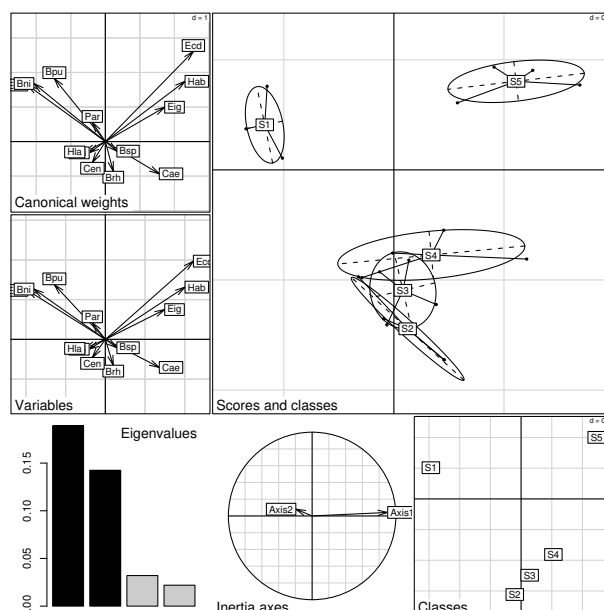 d = 1
Ecd
Bpu
Hab
Bni
Eig
Par
Hla
Bsp
Cen
Brh
Cae
Canonical weights
Ecd
Bpu
Hab
Bni
Eig
Par
Hla
Bsp
Cen
Brh
Cae
Variables
S5
S1
S4
S3
S2
Scores and classes
Eigenvalues
0.15
0.10
0.05
0.00
Axis2
Axis1
Inertia axes
S5
S1
S4
S3
S2
Classes